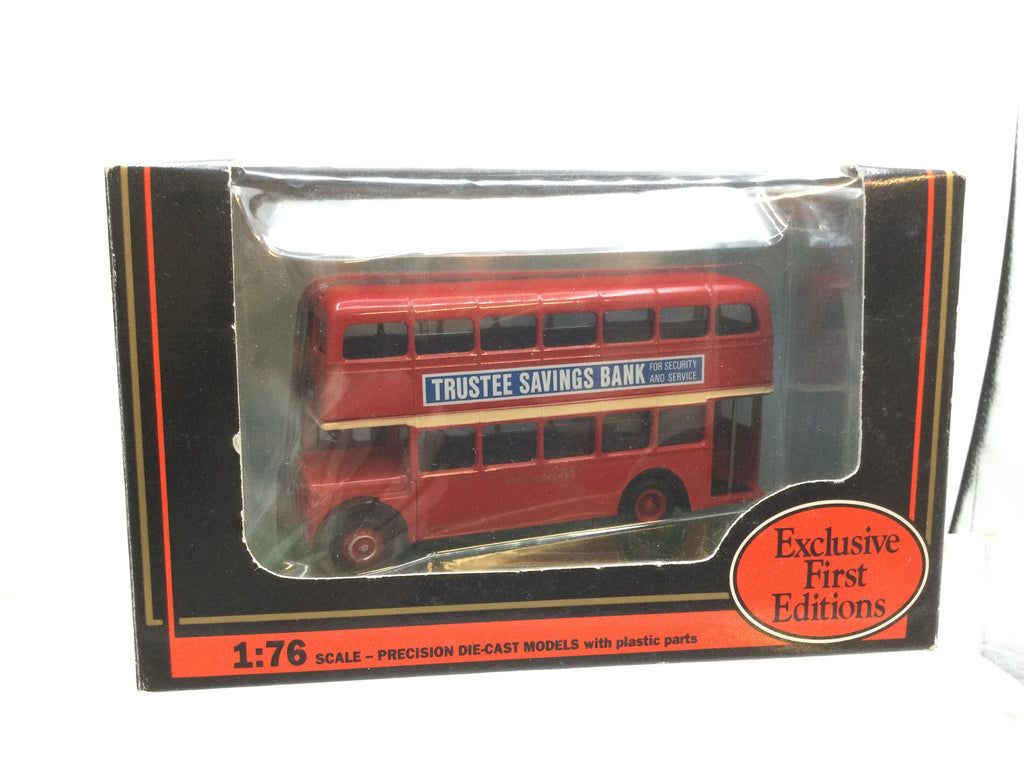 TRUSTEE SAVINGS BANK
FOR SECURITY
AND SERVICE
Exclusive
First
Editions
1:76 SCALE – PRECISION DIE-CAST MODELS with plastic parts